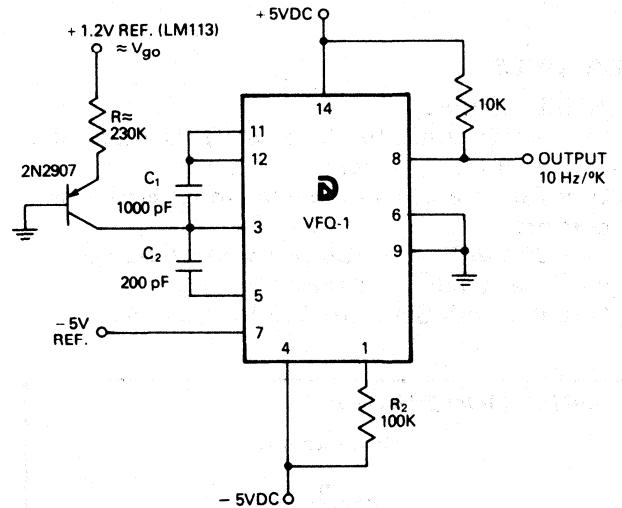 + 5VDC
+ 1.2V REF. (LM113)
≈ Vgo
R≈
230K
14
10K
11
12
2N2907
C1
1000 pF
8
OUTPUT
10 Hz/°K
VFQ-1
3
6
9
C2
200 pF
5
− 5V
REF.
7
4
1
R2
100K
− 5VDC